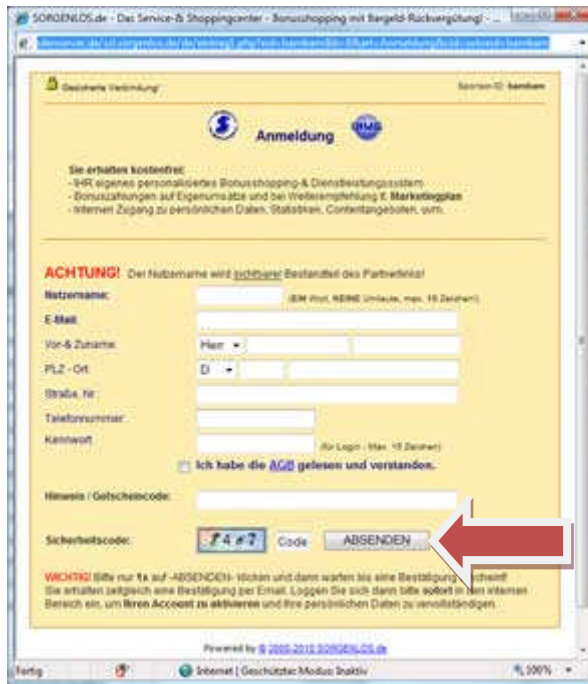 SORGENLOS.de - Das Service-& Shoppingcenter - Bonusshopping mit Bargeld-Rückvergütung! -
Gesicherte Verbindung!
Sponsor-ID:
Anmeldung
Sie erhalten kostenfrei:
- IHR eigenes personalisiertes Bonusshopping-& Dienstleistungssystem
- Bonuszahlungen auf Eigenumsätze und bei Weiterempfehlung lt. Marketingplan
- Internen Zugang zu persönlichen Daten, Statistiken, Contentangeboten, uvm.
ACHTUNG! Der Nutzername wird sichtbarer Bestandteil des Partnerlinks!
Nutzername:
(EIN Wort, KEINE Umlaute, max. 15 Zeichen!)
E-Mail:
Vor-& Zuname:
Herr
PLZ - Ort:
D
Straße, Nr.:
Telefonnummer:
Kennwort:
(für Login - Max. 15 Zeichen)
Ich habe die AGB gelesen und verstanden.
Hinweis / Gutscheincode:
Sicherheitscode:
Code
ABSENDEN
WICHTIG! Bitte nur 1x auf -ABSENDEN- klicken und dann warten bis eine Bestätigung erscheint!
Sie erhalten zeitgleich eine Bestätigung per Email. Loggen Sie sich dann bitte sofort in den internen
Bereich ein, um Ihren Account zu aktivieren und Ihre persönlichen Daten zu vervollständigen.
Powered by © 2000-2010 SORGENLOS.de
Fertig
Internet | Geschützter Modus: Inaktiv
100%